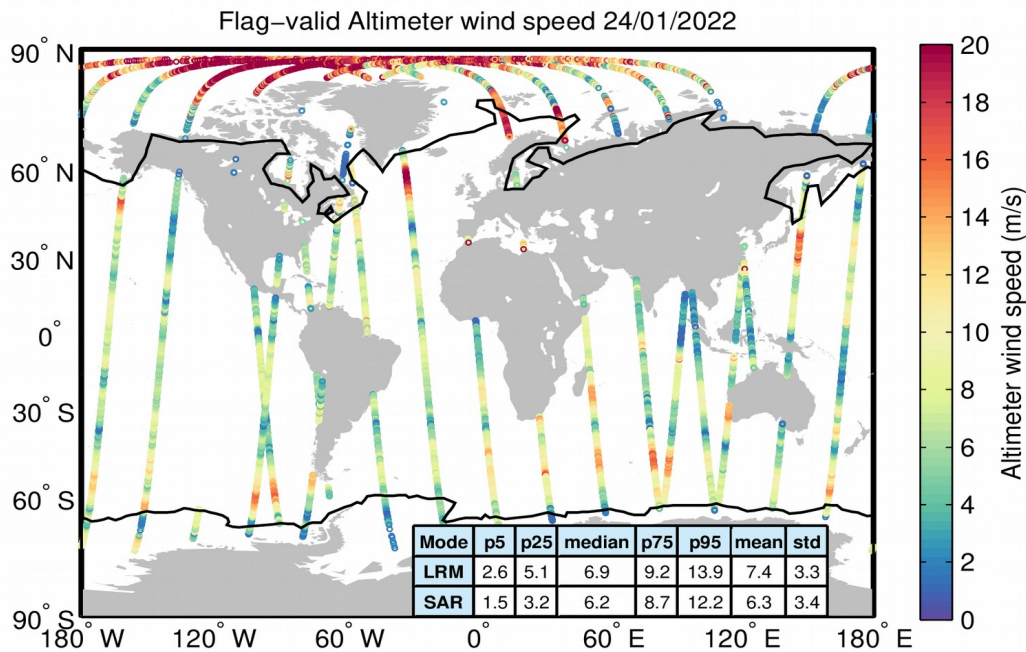 Flag−valid Altimeter wind speed 24/01/2022
90° N
60° N
30° N
0°
30° S
60° S
90° S
180° W
120° W
60° W
0°
60° E
120° E
180° E
Mode p5 p25 median p75 p95 mean std
LRM 2.6 5.1 6.9 9.2 13.9 7.4 3.3
SAR 1.5 3.2 6.2 8.7 12.2 6.3 3.4
20
18
16
14
12
10
8
6
4
2
0
Altimeter wind speed (m/s)